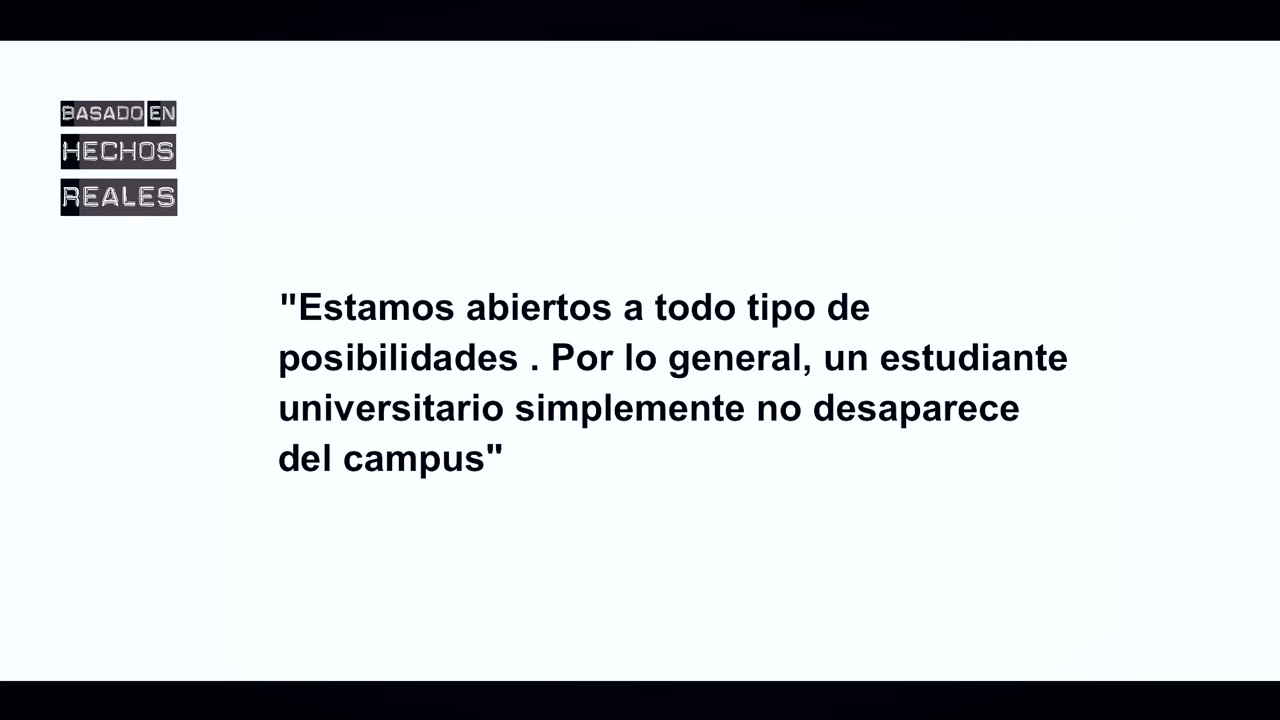 BASADO EN
HECHOS
REALES
"Estamos abiertos a todo tipo de
posibilidades . Por lo general, un estudiante
universitario simplemente no desaparece
del campus"